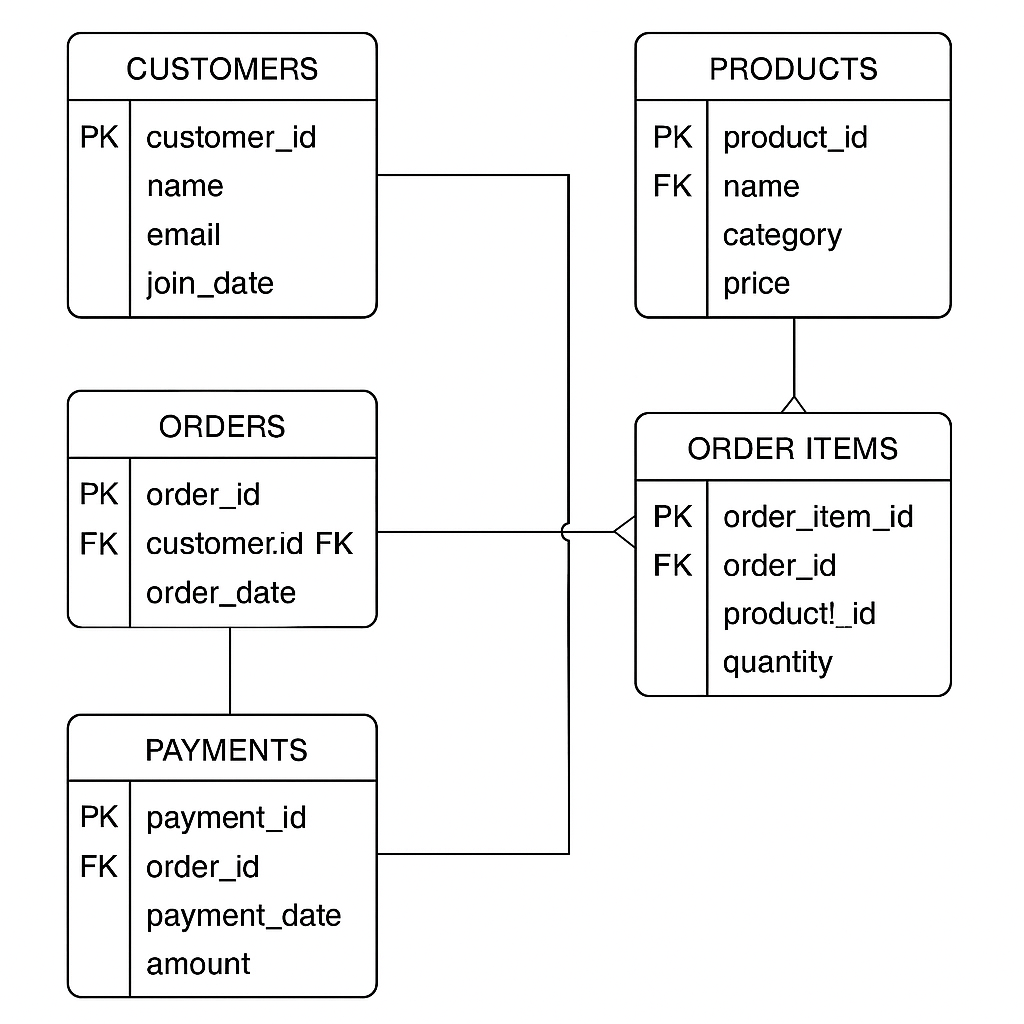 CUSTOMERS
PK customer_id
name
email
join_date
PRODUCTS
PK product_id
FK name
category
price
ORDERS
PK order_id
FK customer.id FK
order_date
ORDER ITEMS
PK order_item_id
FK order_id
product!_id
quantity
PAYMENTS
PK payment_id
FK order_id
payment_date
amount